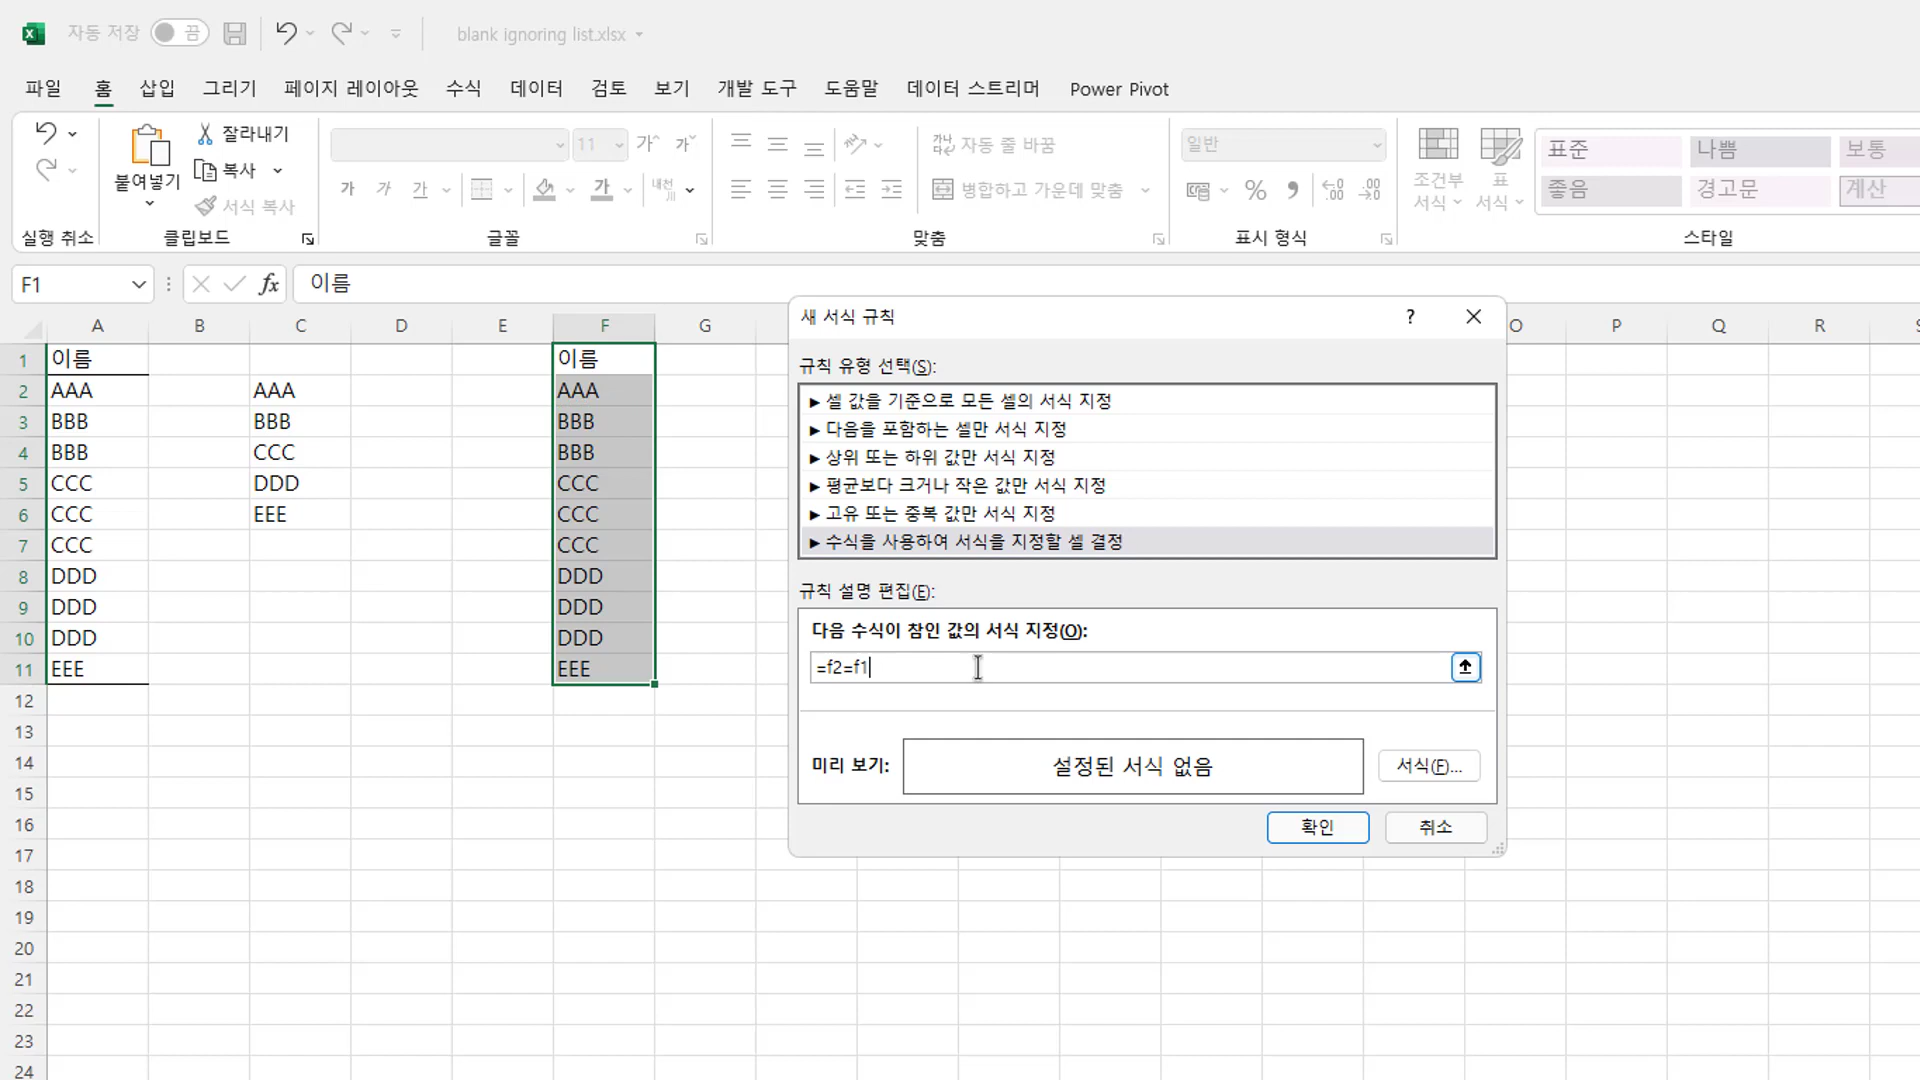 자동 저장 끔 blank ignoring list.xlsx
파일 홈 삽입 그리기 페이지 레이아웃 수식 데이터 검토 보기 개발 도구 도움말 데이터 스트리머 Power Pivot
붙여넣기 잘라내기 복사 서식 복사
11 가 가
가 가 간 가 내천
가나다라 자동 줄 바꿈
병합하고 가운데 맞춤
일반
% 
조건부 서식 표 서식
표준 나쁨 보통
좋음 경고문 계산
실행 취소 클립보드 글꼴 맞춤 표시 형식 스타일
F1 fx 이름
A B C D E F G O P Q R S
1 이름 이름
2 AAA AAA AAA
3 BBB BBB BBB
4 BBB CCC BBB
5 CCC DDD CCC
6 CCC EEE CCC
7 CCC CCC
8 DDD DDD
9 DDD DDD
10 DDD DDD
11 EEE EEE
12
13
14
15
16
17
18
19
20
21
22
23
24
새 서식 규칙 ?
규칙 유형 선택(S):
► 셀 값을 기준으로 모든 셀의 서식 지정
► 다음을 포함하는 셀만 서식 지정
► 상위 또는 하위 값만 서식 지정
► 평균보다 크거나 작은 값만 서식 지정
► 고유 또는 중복 값만 서식 지정
► 수식을 사용하여 서식을 지정할 셀 결정
규칙 설명 편집(E):
다음 수식이 참인 값의 서식 지정(O):
=f2=f1
미리 보기: 설정된 서식 없음 서식(F)...
확인 취소